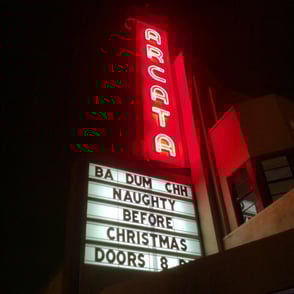 ARCATA
BA DUM CHH
NAUGHTY
BEFORE
CHRISTMAS
DOORS 8